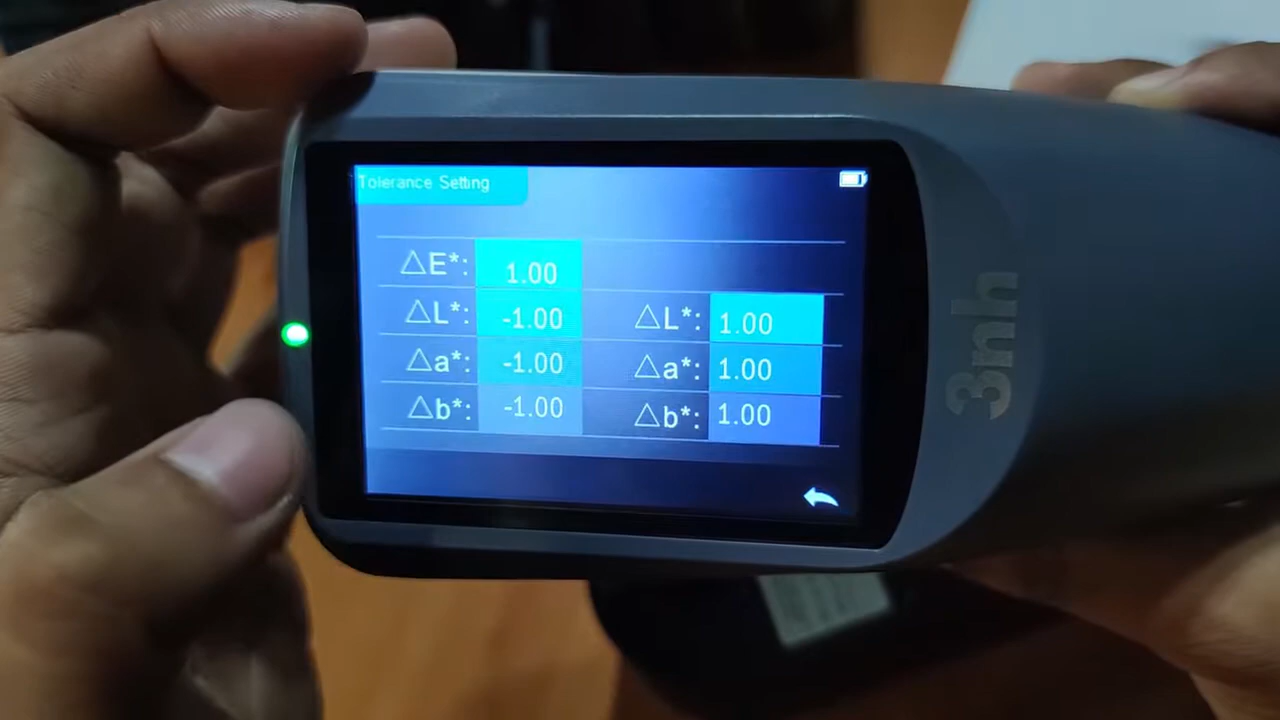 Tolerance Setting
△E*: 1.00
△L*: -1.00 △L*: 1.00
△a*: -1.00 △a*: 1.00
△b*: -1.00 △b*: 1.00
3nh